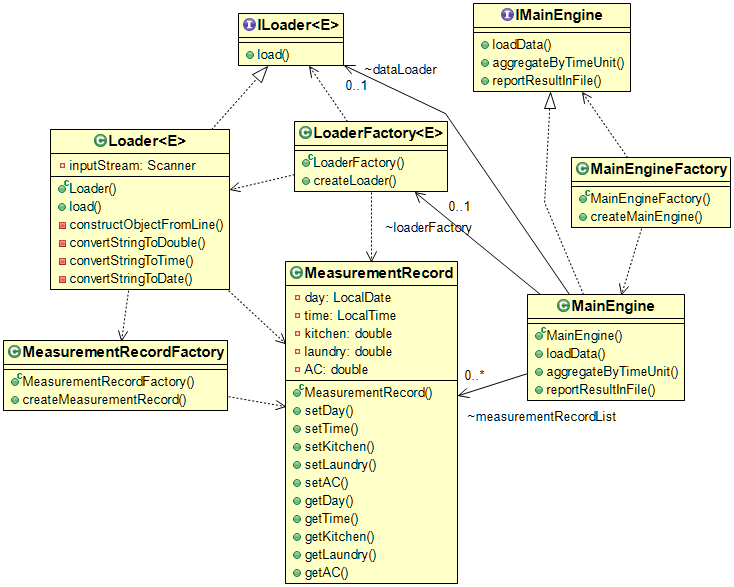 ILoader<E>
load()
IMainEngine
loadData()
aggregateByTimeUnit()
reportResultInFile()
~dataLoader
0..1
Loader<E>
inputStream: Scanner
Loader()
load()
constructObjectFromLine()
convertStringToDouble()
convertStringToTime()
convertStringToDate()
LoaderFactory<E>
LoaderFactory()
createLoader()
MainEngineFactory
MainEngineFactory()
createMainEngine()
0..1
~loaderFactory
MeasurementRecord
day: LocalDate
time: LocalTime
kitchen: double
laundry: double
AC: double
MeasurementRecord()
setDay()
setTime()
setKitchen()
setLaundry()
setAC()
getDay()
getTime()
getKitchen()
getLaundry()
getAC()
MainEngine
MainEngine()
loadData()
aggregateByTimeUnit()
reportResultInFile()
MeasurementRecordFactory
MeasurementRecordFactory()
createMeasurementRecord()
0..*
~measurementRecordList